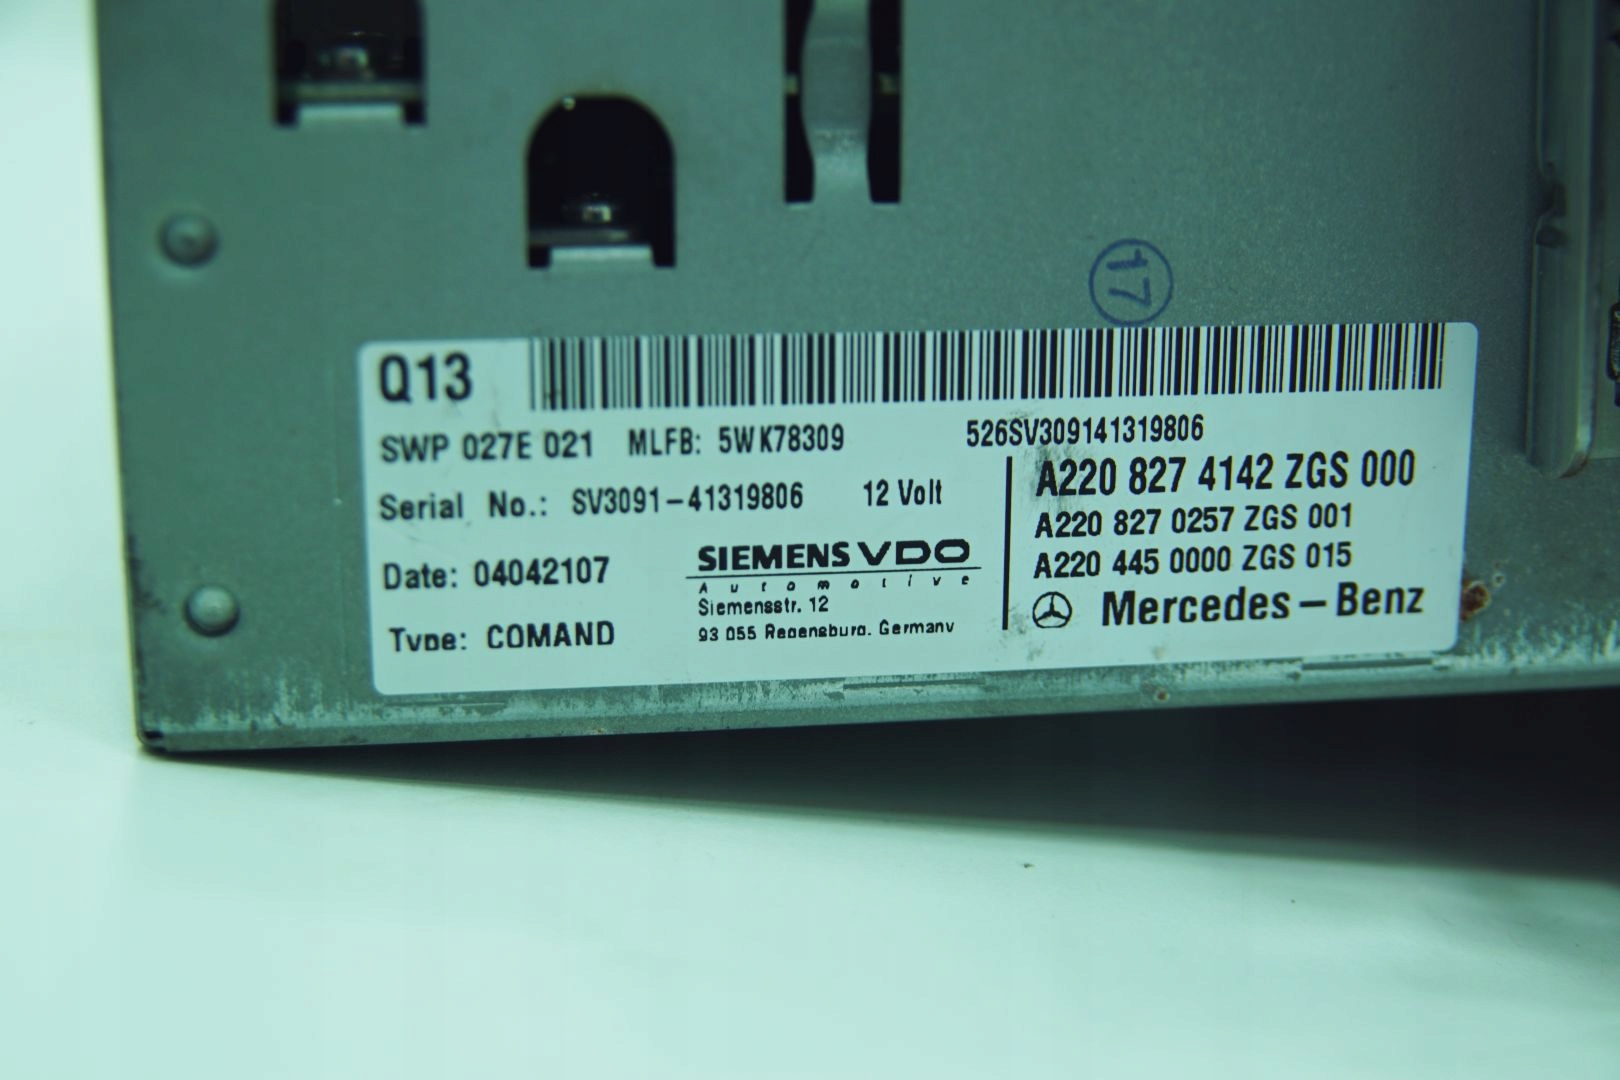 17
Q13
SWP 027E 021 MLFB: 5WK78309 526SV309141319806
Serial No.: SV3091-41319806 12 Volt
Date: 04042107
Type: COMAND
SIEMENS VDO
Automotive
Siemensstr. 12
93 055 Regensburg. Germany
A220 827 4142 ZGS 000
A220 827 0257 ZGS 001
A220 445 0000 ZGS 015
Mercedes-Benz